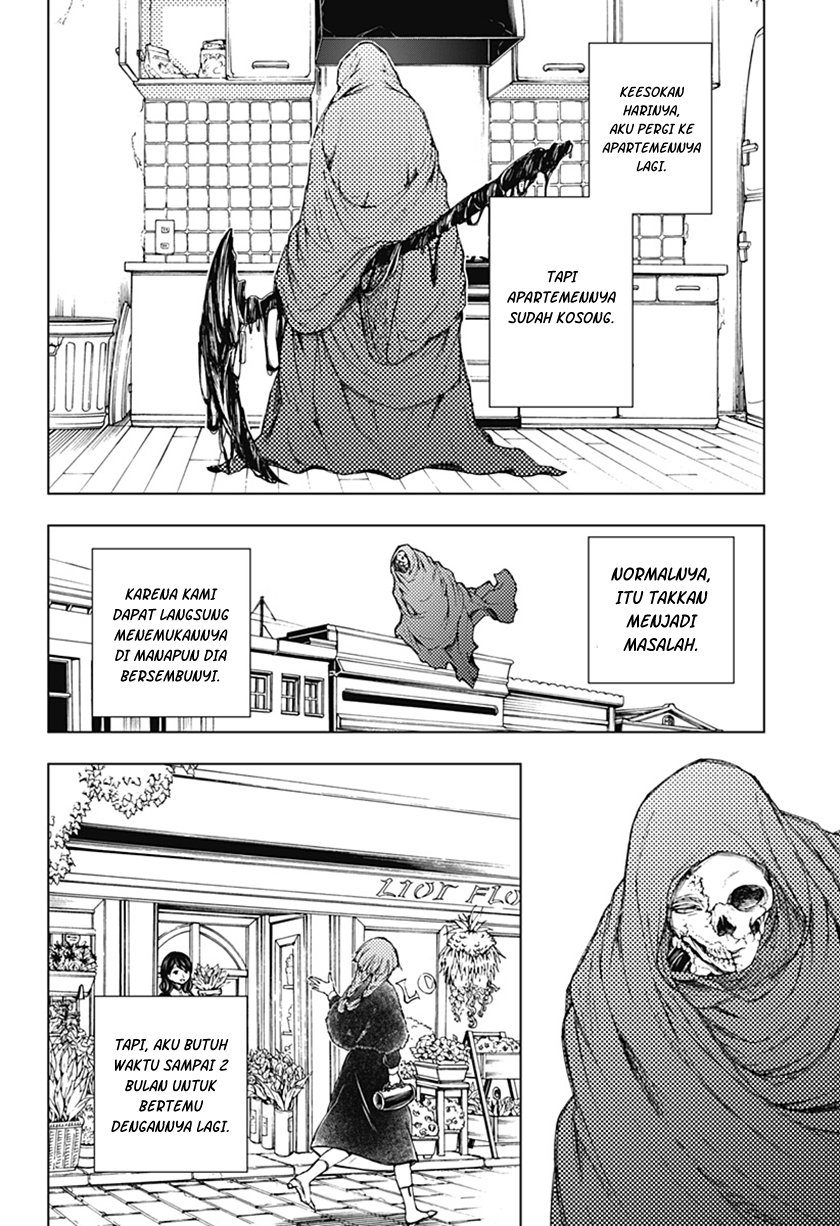 KEESOKAN
HARINYA,
AKU PERGI KE
APARTEMENNYA
LAGI.
TAPI
APARTEMENNYA
SUDAH KOSONG.
NORMALNYA,
ITU TAKKAN
MENJADI
MASALAH.
KARENA KAMI
DAPAT LANGSUNG
MENEMUKANNYA
DI MANAPUN DIA
BERSEMBUNYI.
LIOT FLO
LO
TAPI, AKU BUTUH
WAKTU SAMPAI 2
BULAN UNTUK
BERTEMU
DENGANNYA LAGI.